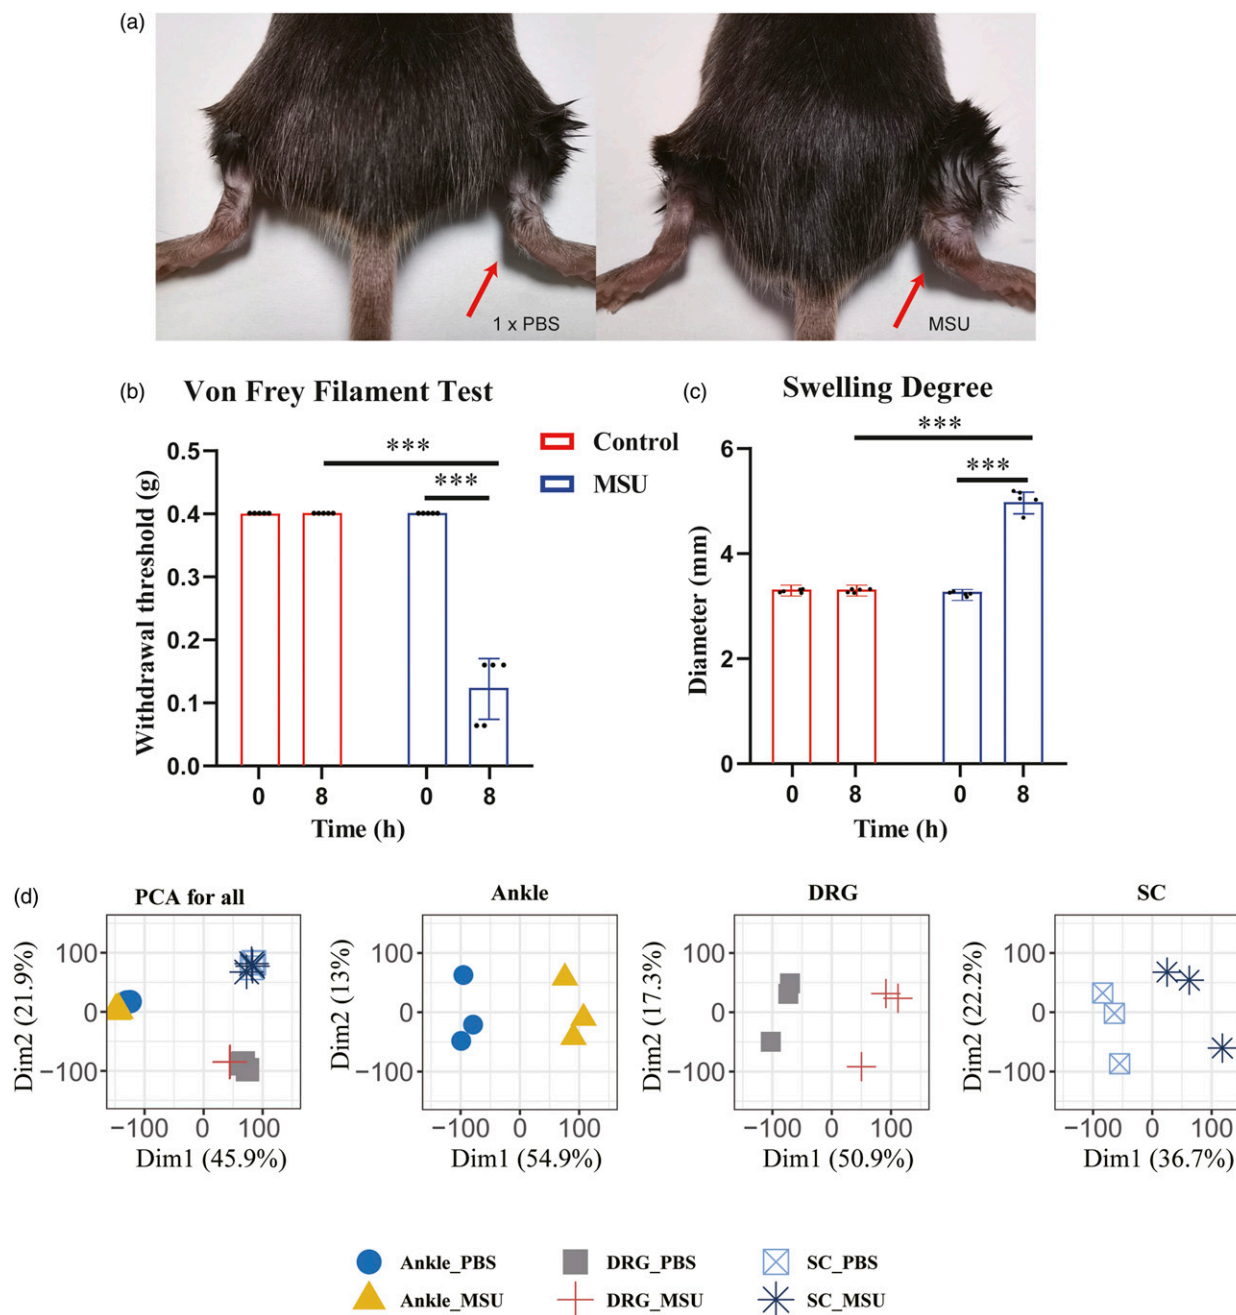 (a)
1 x PBS
MSU
(b) Von Frey Filament Test
Withdrawal threshold (g)
0.5
0.4
0.3
0.2
0.1
0.0
***
***
0 8 0 8
Time (h)
Control
MSU
(c) Swelling Degree
Diameter (mm)
6
4
2
0
***
***
0 8 0 8
Time (h)
(d)
PCA for all
Dim2 (21.9%)
100
0
−100
−100 0 100
Dim1 (45.9%)
Ankle
Dim2 (13%)
100
0
−100
−100 0 100
Dim1 (54.9%)
DRG
Dim2 (17.3%)
100
0
−100
−100 0 100
Dim1 (50.9%)
SC
Dim2 (22.2%)
100
0
−100
−100 0 100
Dim1 (36.7%)
Ankle_PBS DRG_PBS SC_PBS
Ankle_MSU DRG_MSU SC_MSU